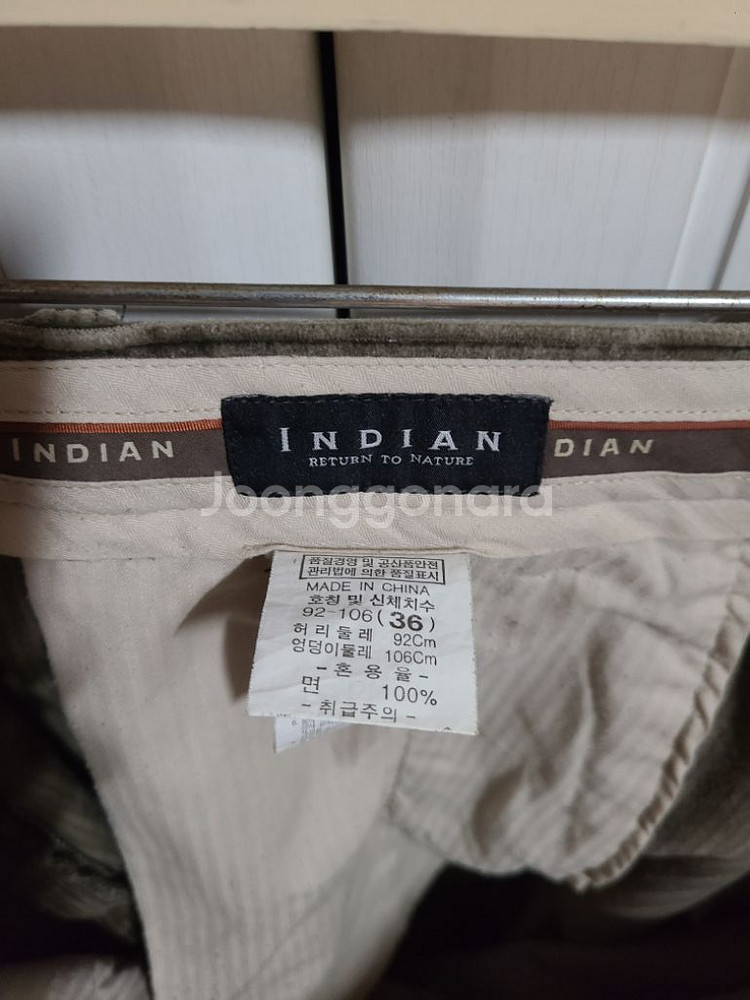 INDIAN
INDIAN
RETURN TO NATURE
DIAN
Joonggonara
품질경영 및 공산품안전
관리법에 의한 품질표시
MADE IN CHINA
호칭 및 신체치수
92-106(36)
허리둘레 92Cm
엉덩이둘레 106Cm
- 혼용율 -
면 100%
- 취급주의 -